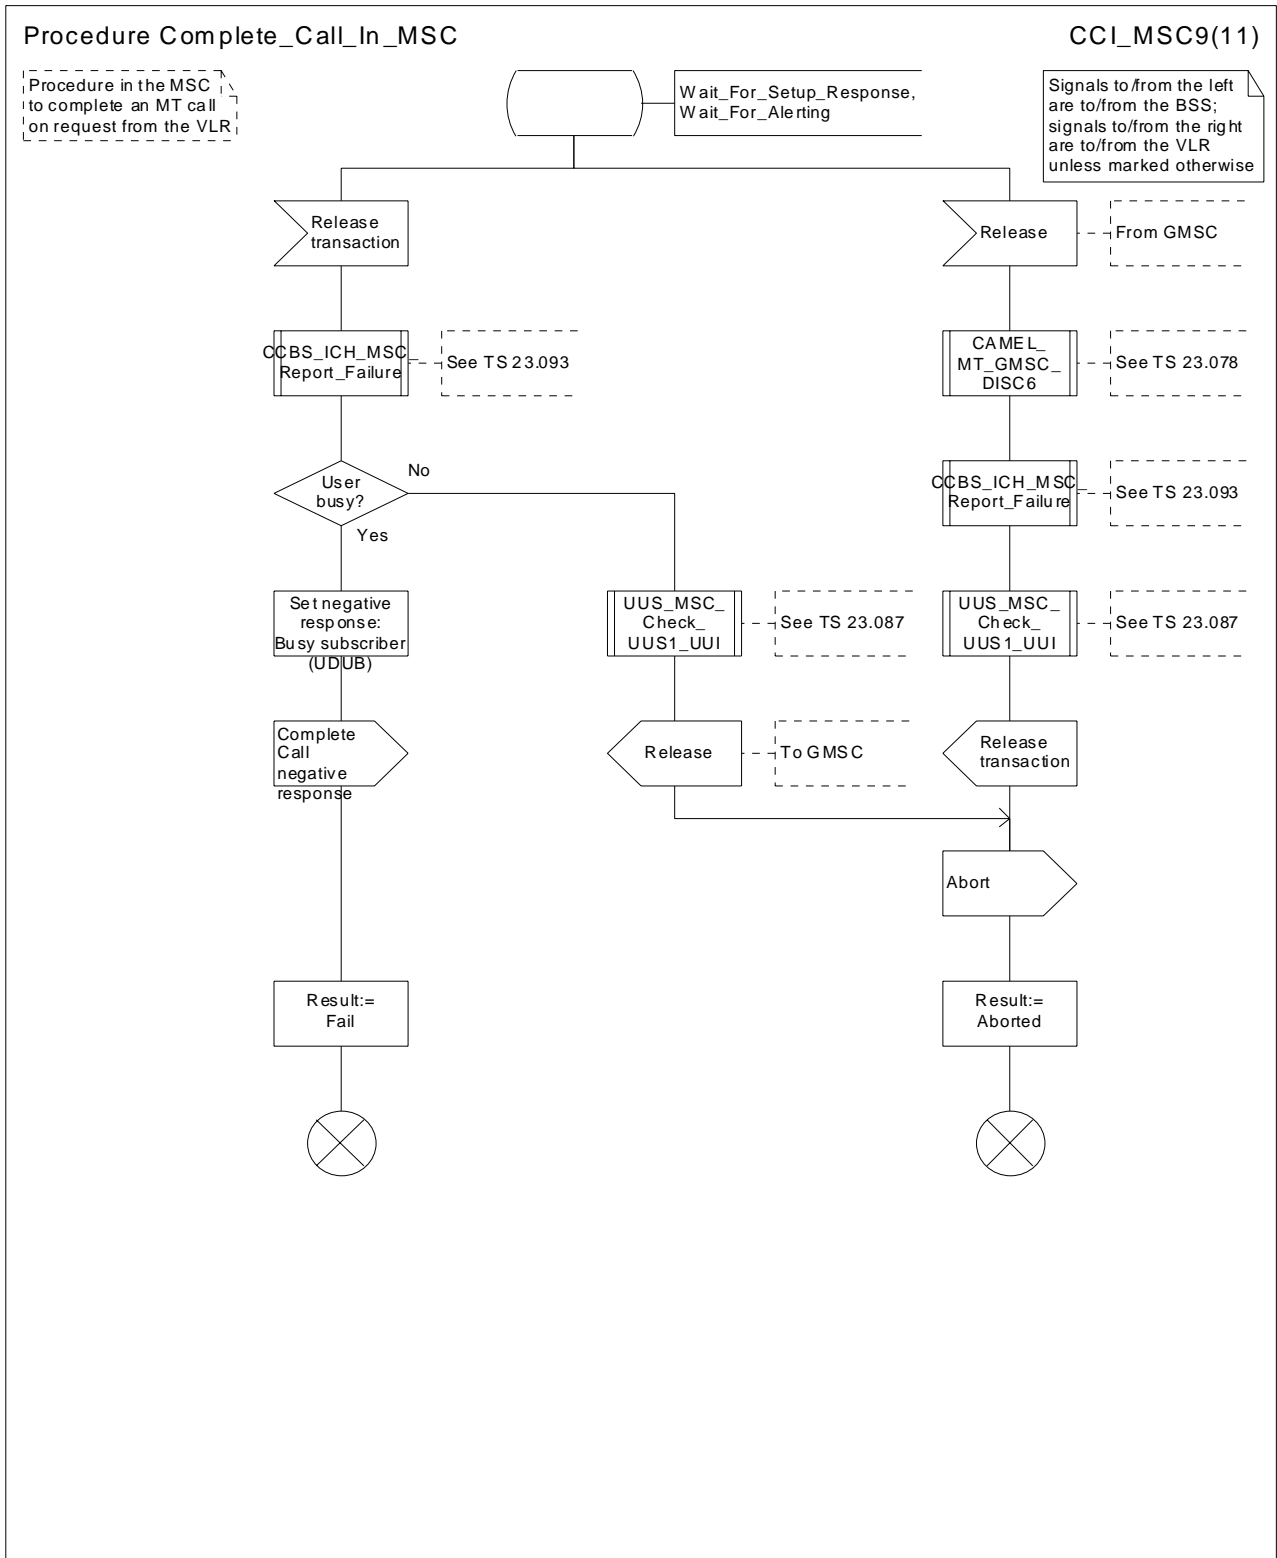 Procedure Complete_Call_In_MSC
CCI_MSC9(11)
Procedure in the MSC
to complete an MT call
on request from the VLR
Wait_For_Setup_Response,
Wait_For_Alerting
Signals to/from the left
are to/from the BSS;
signals to/from the right
are to/from the VLR
unless marked otherwise
Release
transaction
Release
From GMSC
CCBS_ICH_MSC_
Report_Failure
See TS 23.093
CAMEL_
MT_GMSC_
DISC6
See TS 23.078
User
busy?
No
Yes
CCBS_ICH_MSC_
Report_Failure
See TS 23.093
Set negative
response:
Busy subscriber
(UDUB)
UUS_MSC_
Check_
UUS1_UUI
See TS 23.087
UUS_MSC_
Check_
UUS1_UUI
See TS 23.087
Complete
Call
negative
response
Release
To GMSC
Release
transaction
Abort
Result:=
Fail
Result:=
Aborted